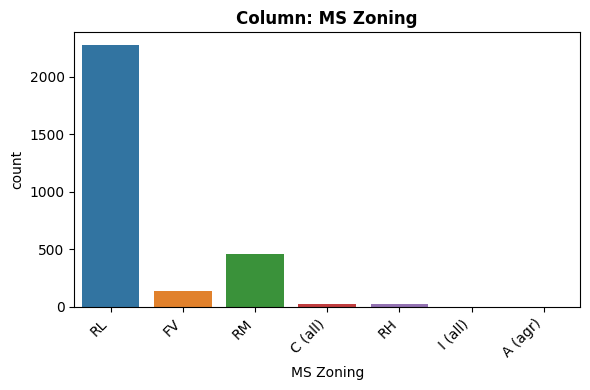 Column: MS Zoning
2000
1500
1000
500
0
count
RL
FV
RM
C (all)
RH
I (all)
A (agr)
MS Zoning